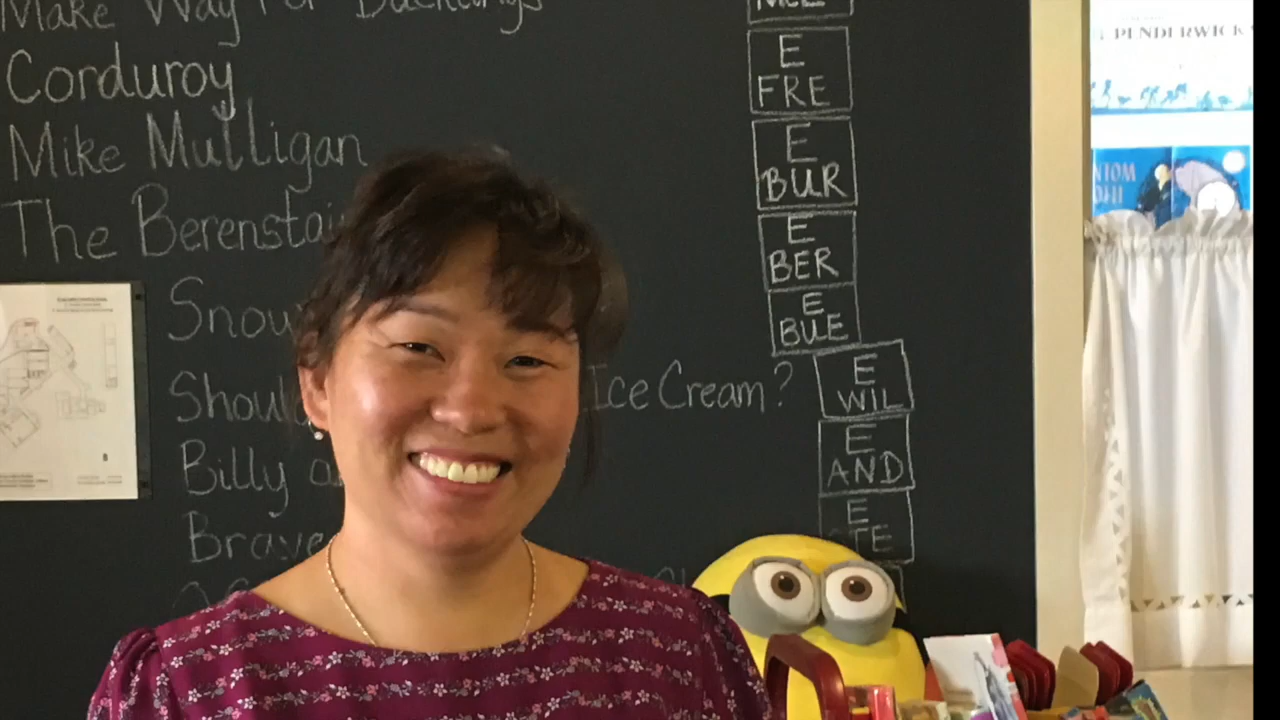 Make Way For Ducklings
E
FRE
Corduroy
E
BUR
Mike Mulligan
E
BER
The Berenstai
E
BUE
Snow
E
WIL
Shoul Ice Cream?
E
AND
Billy
E
Brave
PENDERWICK